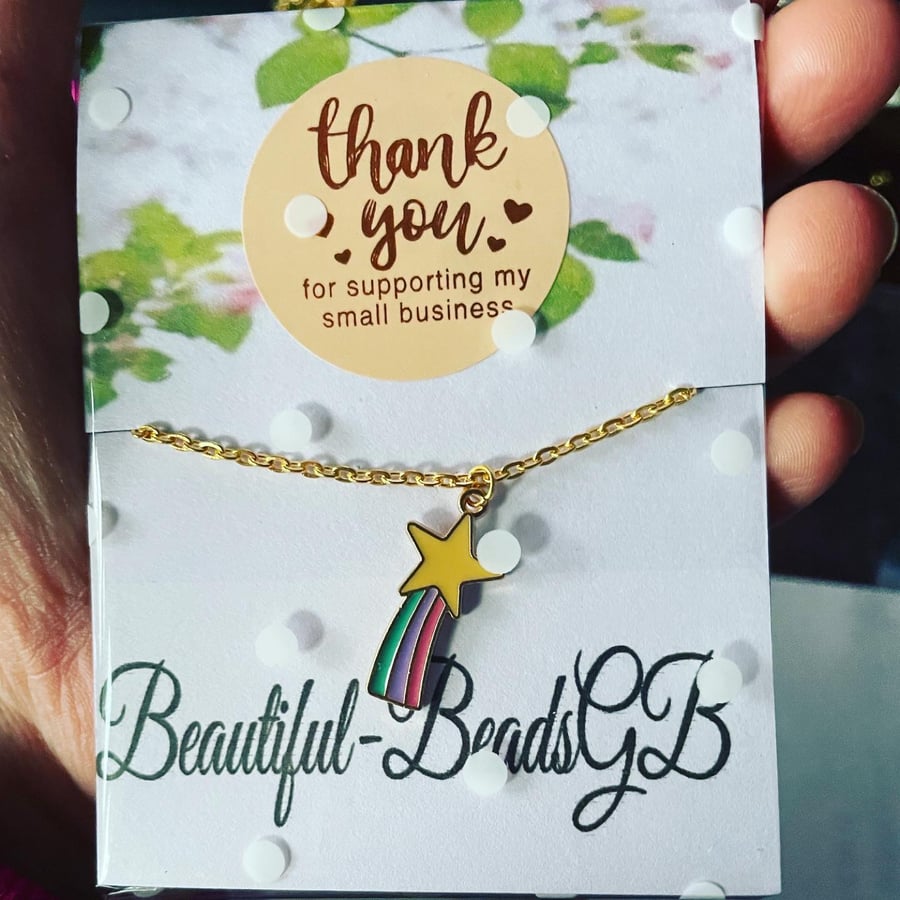 thank
you
for supporting my
small business
Beautiful-BeadsGB